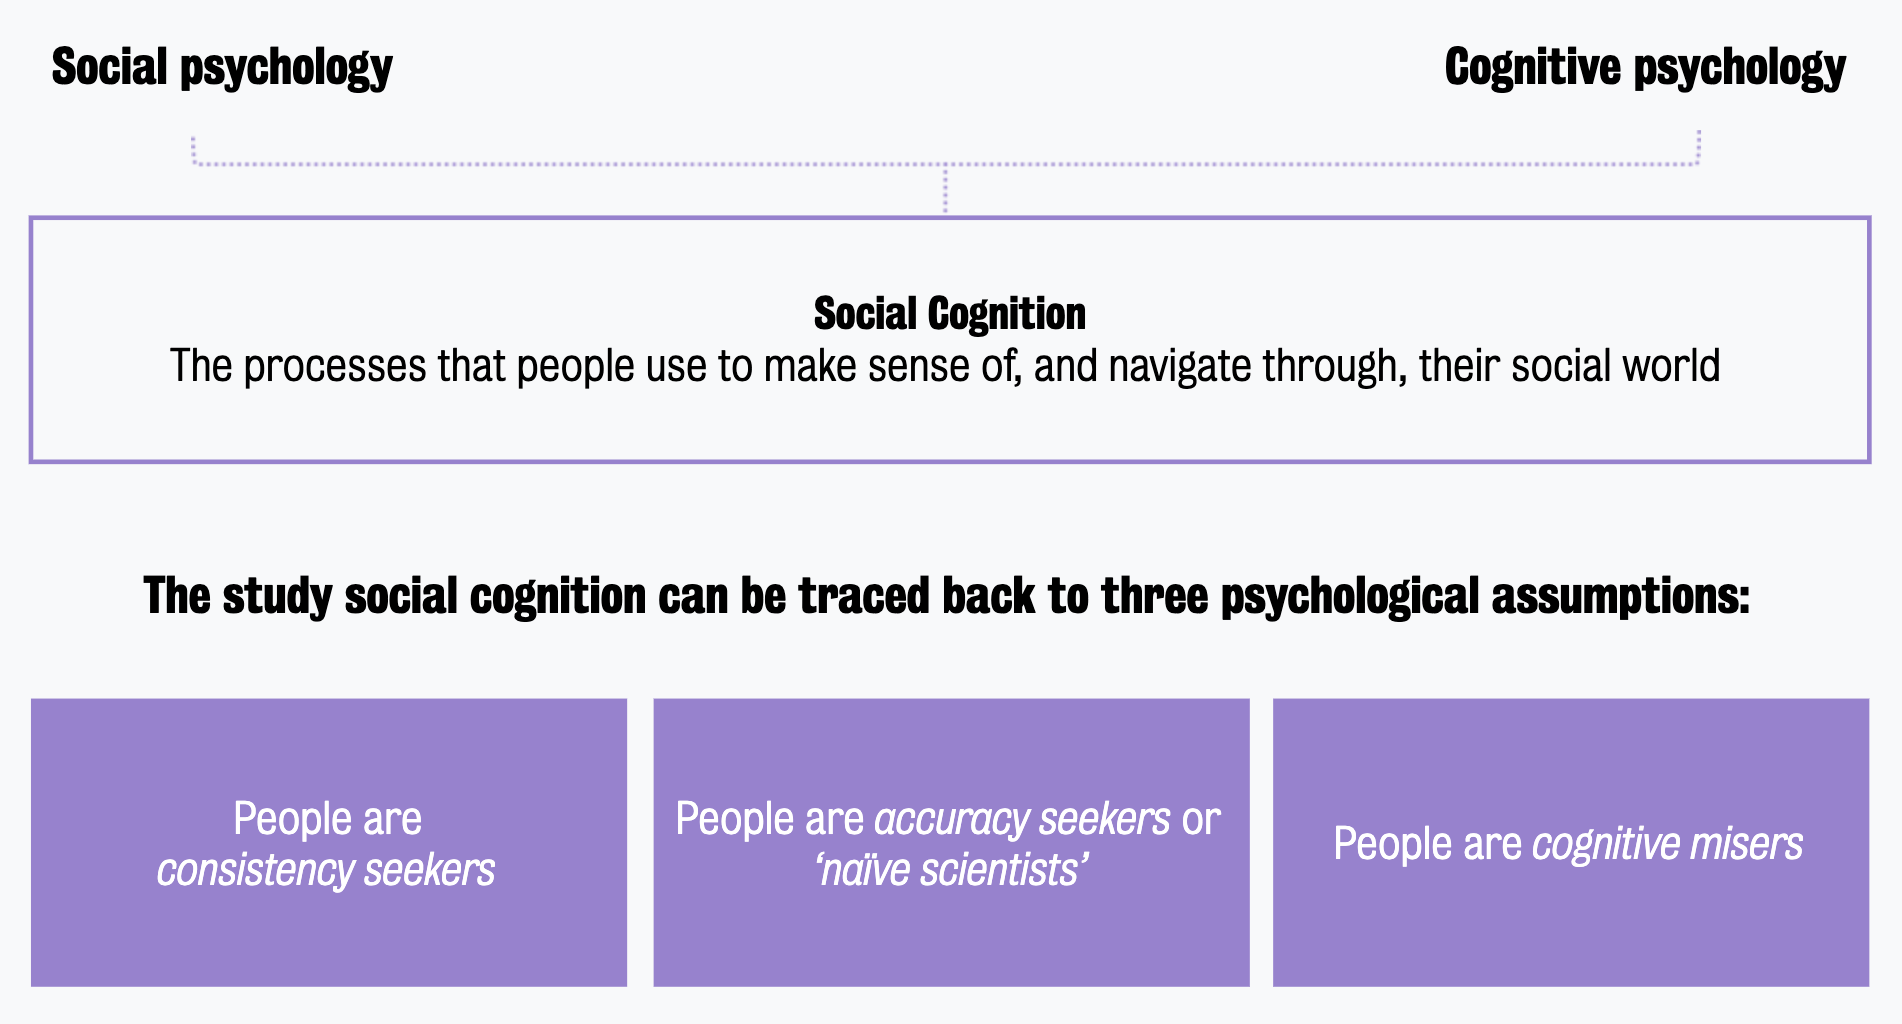 Social psychology
Cognitive psychology
Social Cognition
The processes that people use to make sense of, and navigate through, their social world
The study social cognition can be traced back to three psychological assumptions:
People are
consistency seekers
People are accuracy seekers or
‘naïve scientists’
People are cognitive misers